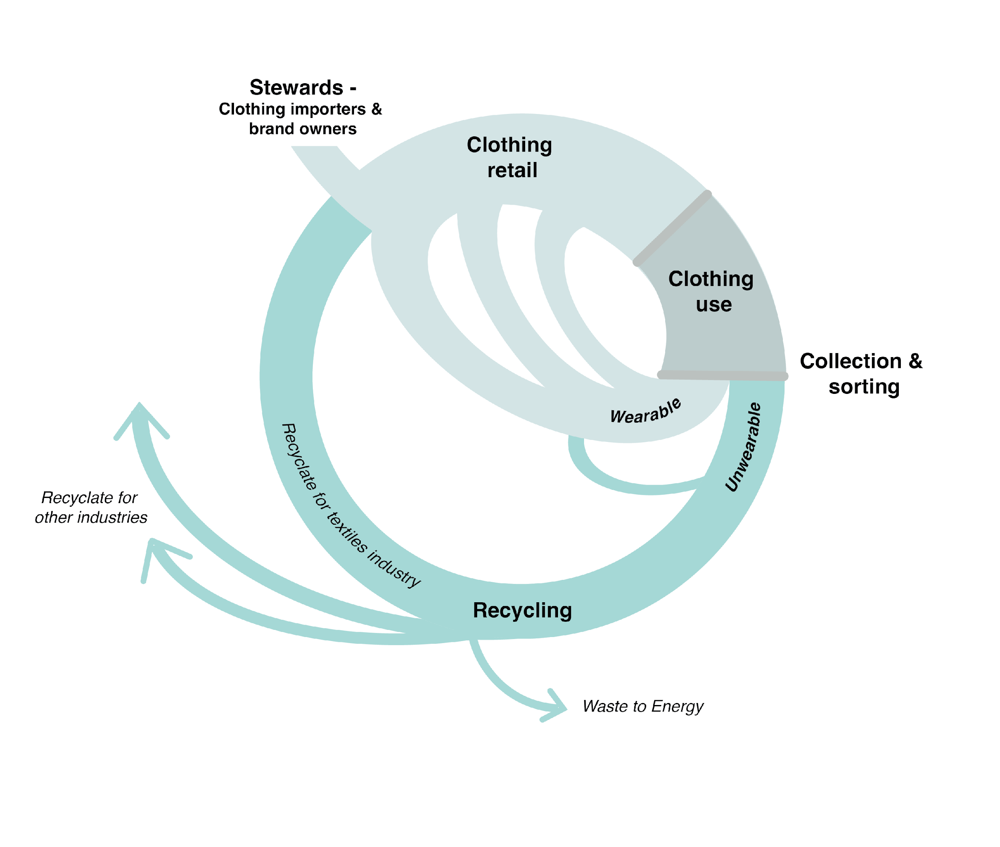 Stewards -
Clothing importers &
brand owners
Clothing
retail
Clothing
use
Collection &
sorting
Wearable
Unwearable
Recyclate for
other industries
Recyclate for textiles industry
Recycling
Waste to Energy